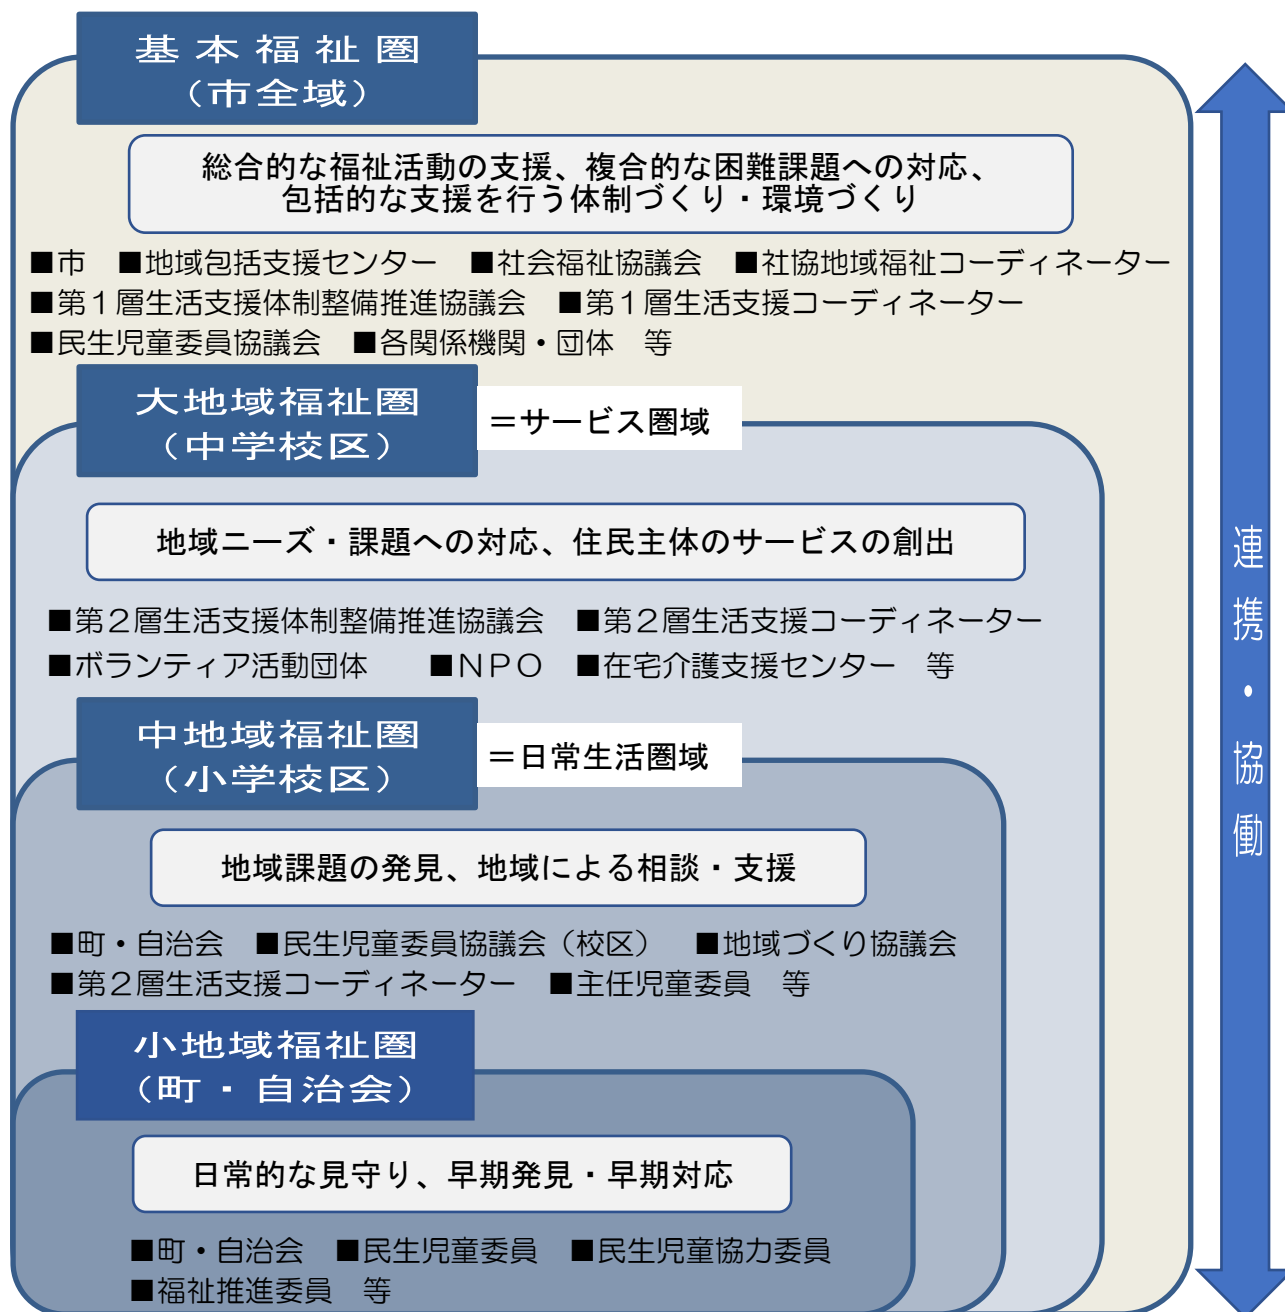 基本福祉圏
（市全域）
総合的な福祉活動の支援、複合的な困難課題への対応、
包括的な支援を行う体制づくり・環境づくり
■市　■地域包括支援センター　■社会福祉協議会　■社協地域福祉コーディネーター
■第１層生活支援体制整備推進協議会　■第１層生活支援コーディネーター
■民生児童委員協議会　■各関係機関・団体　等
大地域福祉圏
（中学校区）
＝サービス圏域
地域ニーズ・課題への対応、住民主体のサービスの創出
■第２層生活支援体制整備推進協議会　■第２層生活支援コーディネーター
■ボランティア活動団体　　■ＮＰＯ　■在宅介護支援センター　等
中地域福祉圏
（小学校区）
＝日常生活圏域
地域課題の発見、地域による相談・支援
■町・自治会　■民生児童委員協議会（校区）　■地域づくり協議会
■第２層生活支援コーディネーター　■主任児童委員　等
小地域福祉圏
（町・自治会）
日常的な見守り、早期発見・早期対応
■町・自治会　■民生児童委員　■民生児童協力委員
■福祉推進委員　等
連携・協働